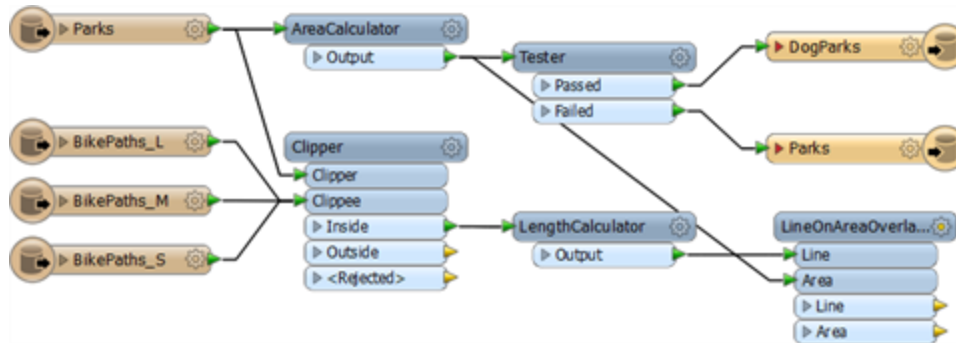 Parks
AreaCalculator
Output
Tester
Passed
Failed
DogParks
Parks
BikePaths_L
BikePaths_M
BikePaths_S
Clipper
Clipper
Clippee
Inside
Outside
<Rejected>
LengthCalculator
Output
LineOnAreaOverla...
Line
Area
Line
Area